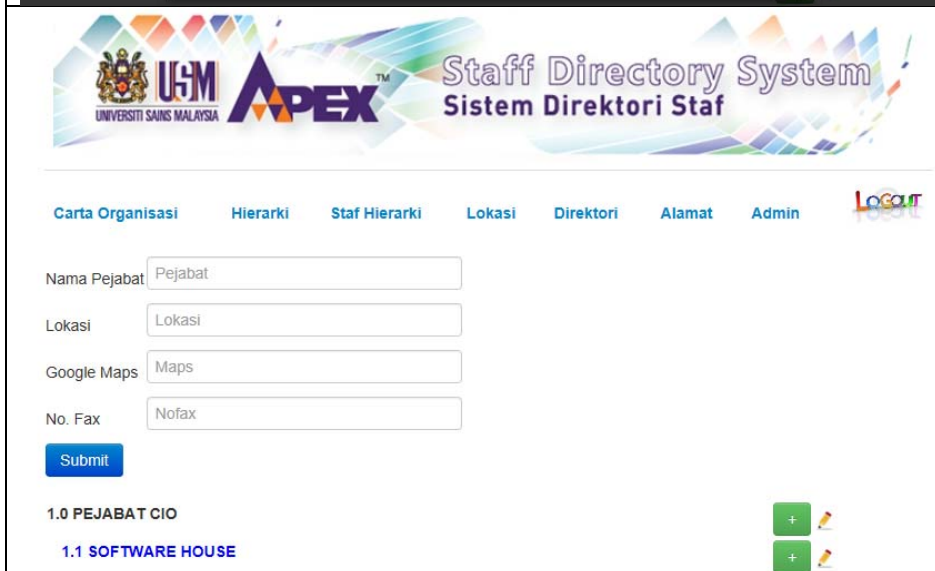 USM
UNIVERSITI SAINS MALAYSIA
APEX™
Staff Directory System
Sistem Direktori Staf
Carta Organisasi Hierarki Staf Hierarki Lokasi Direktori Alamat Admin LOGOUT
Nama Pejabat Pejabat
Lokasi Lokasi
Google Maps Maps
No. Fax Nofax
Submit
1.0 PEJABAT CIO +
1.1 SOFTWARE HOUSE +